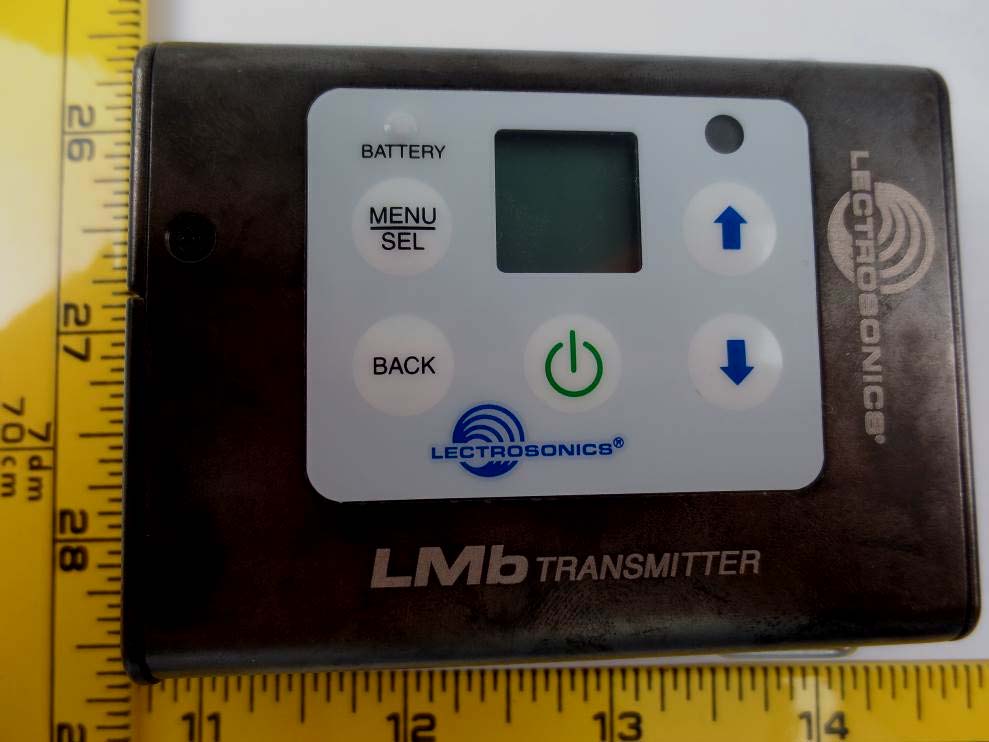 BATTERY
MENU
SEL
BACK
LECTROSONICS®
LMb TRANSMITTER
LECTROSONICS®
26
27
7 dm
70 cm
28
2
11
12
13
14